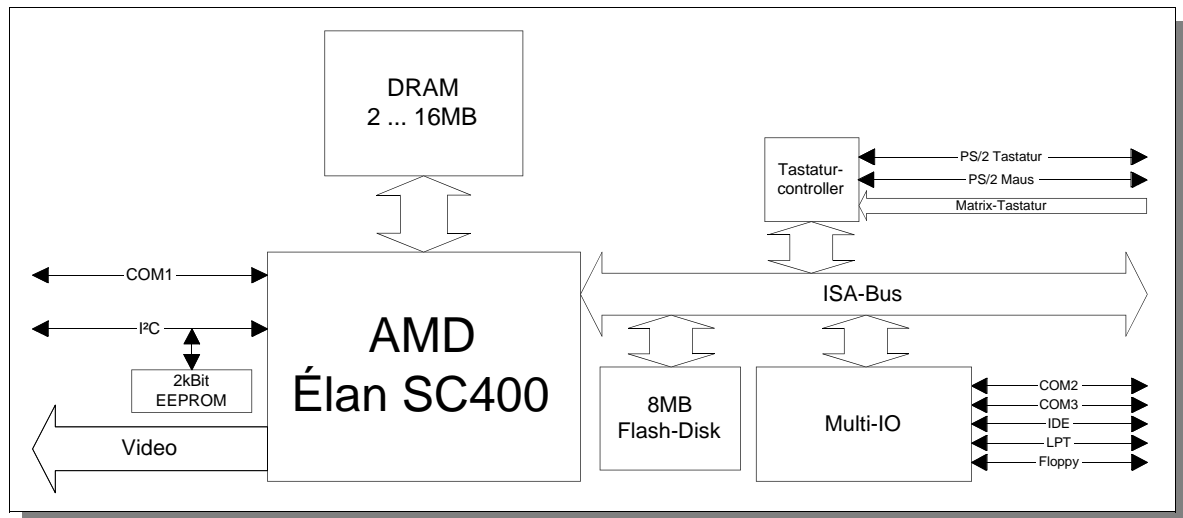 DRAM
2 ... 16MB
Tastatur-
controller
PS/2 Tastatur
PS/2 Maus
Matrix-Tastatur
COM1
I²C
2kBit
EEPROM
Video
AMD
Élan SC400
ISA-Bus
8MB
Flash-Disk
Multi-IO
COM2
COM3
IDE
LPT
Floppy